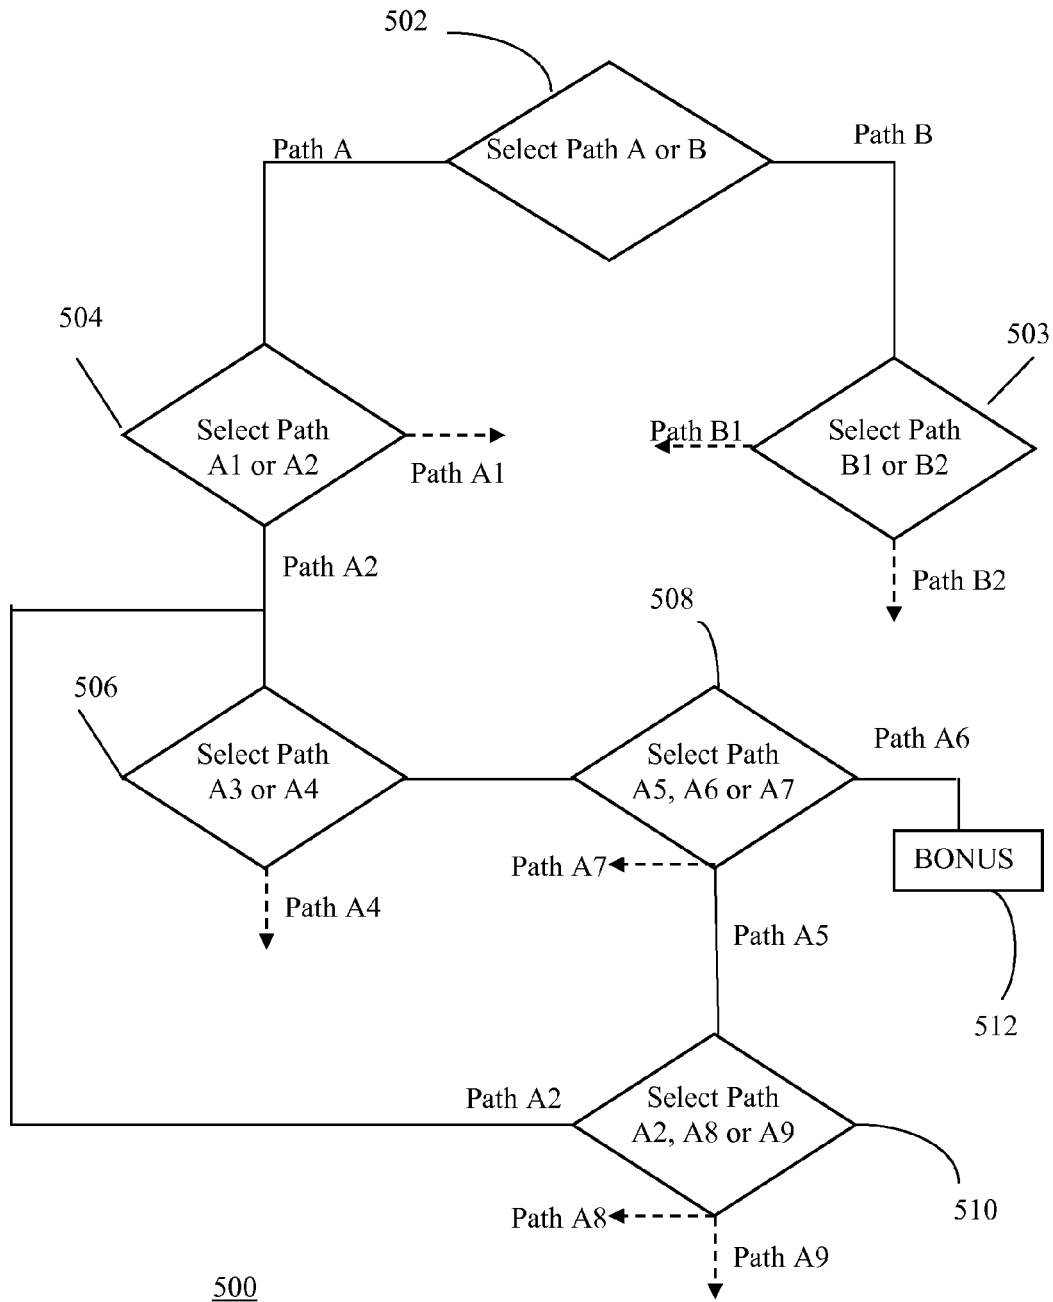 502
Select Path A or B
Path A
Path B
504
503
Select Path
A1 or A2
Path A1
Path B1
Select Path
B1 or B2
Path A2
Path B2
508
506
Select Path
A3 or A4
Select Path
A5, A6 or A7
Path A6
BONUS
Path A7
Path A4
Path A5
512
Path A2
Select Path
A2, A8 or A9
510
Path A8
Path A9
500